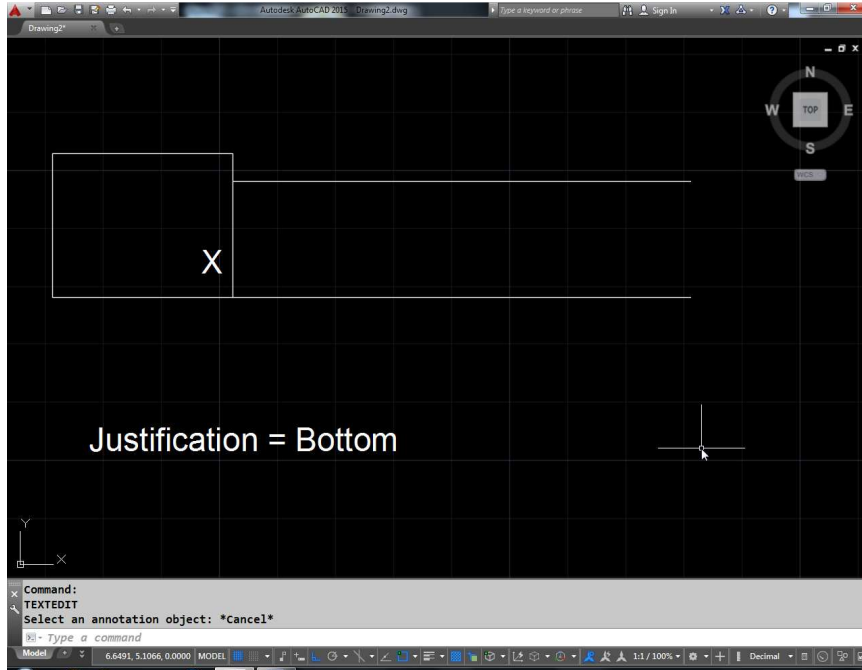 Autodesk AutoCAD 2015 Drawing2.dwg
Type a keyword or phrase
Sign In
Drawing2*
N
W
TOP
E
S
WCS
X
Justification = Bottom
Y
X
Command:
TEXTEDIT
Select an annotation object: *Cancel*
Type a command
Model
6.6491, 5.1066, 0.0000
MODEL
1:1 / 100%
Decimal